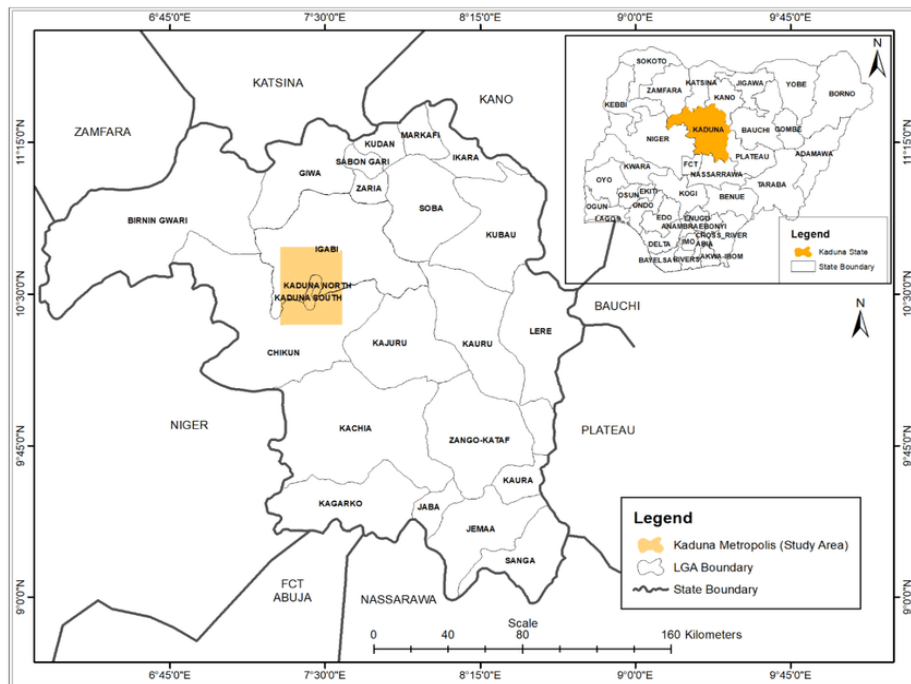 6°45'0"E 7°30'0"E 8°15'0"E 9°0'0"E 9°45'0"E
KATSINA
KANO
ZAMFARA
11°15'0"N
10°30'0"N
9°45'0"N
9°0'0"N
MARKAFI
KUDAN
IKARA
SABON GARI
GIWA
ZARIA
SOBA
BIRNIN GWARI
KUBAU
IGABI
KADUNA NORTH
KADUNA SOUTH
LERE
KAJURU
KAURU
CHIKUN
BAUCHI
NIGER
KACHIA
ZANGO-KATAF
PLATEAU
KAURA
KAGARKO
JABA
JEMAA
SANGA
FCT
ABUJA
NASSARAWA
N
SOKOTO
KATSINA
JIGAWA
YOBE
BORNO
ZAMFARA
KANO
KEBBI
KADUNA
BAUCHI
GOMBE
NIGER
ADAMAWA
PLATEAU
FCT
KWARA
NASSARRAWA
TARABA
OYO
EKITI
KOGI
BENUE
OSUN
ONDO
OGUN
LAGOS
EDO
ENUGU
ANAMBRA
EBONYI
CROSS_RIVER
DELTA
IMO
ABIA
BAYELSA
RIVERS
AKWA-IBOM
Legend
Kaduna State
State Boundary
N
11°15'0"N
10°30'0"N
9°45'0"N
9°0'0"N
Legend
Kaduna Metropolis (Study Area)
LGA Boundary
State Boundary
Scale
0 40 80 160 Kilometers
6°45'0"E 7°30'0"E 8°15'0"E 9°0'0"E 9°45'0"E